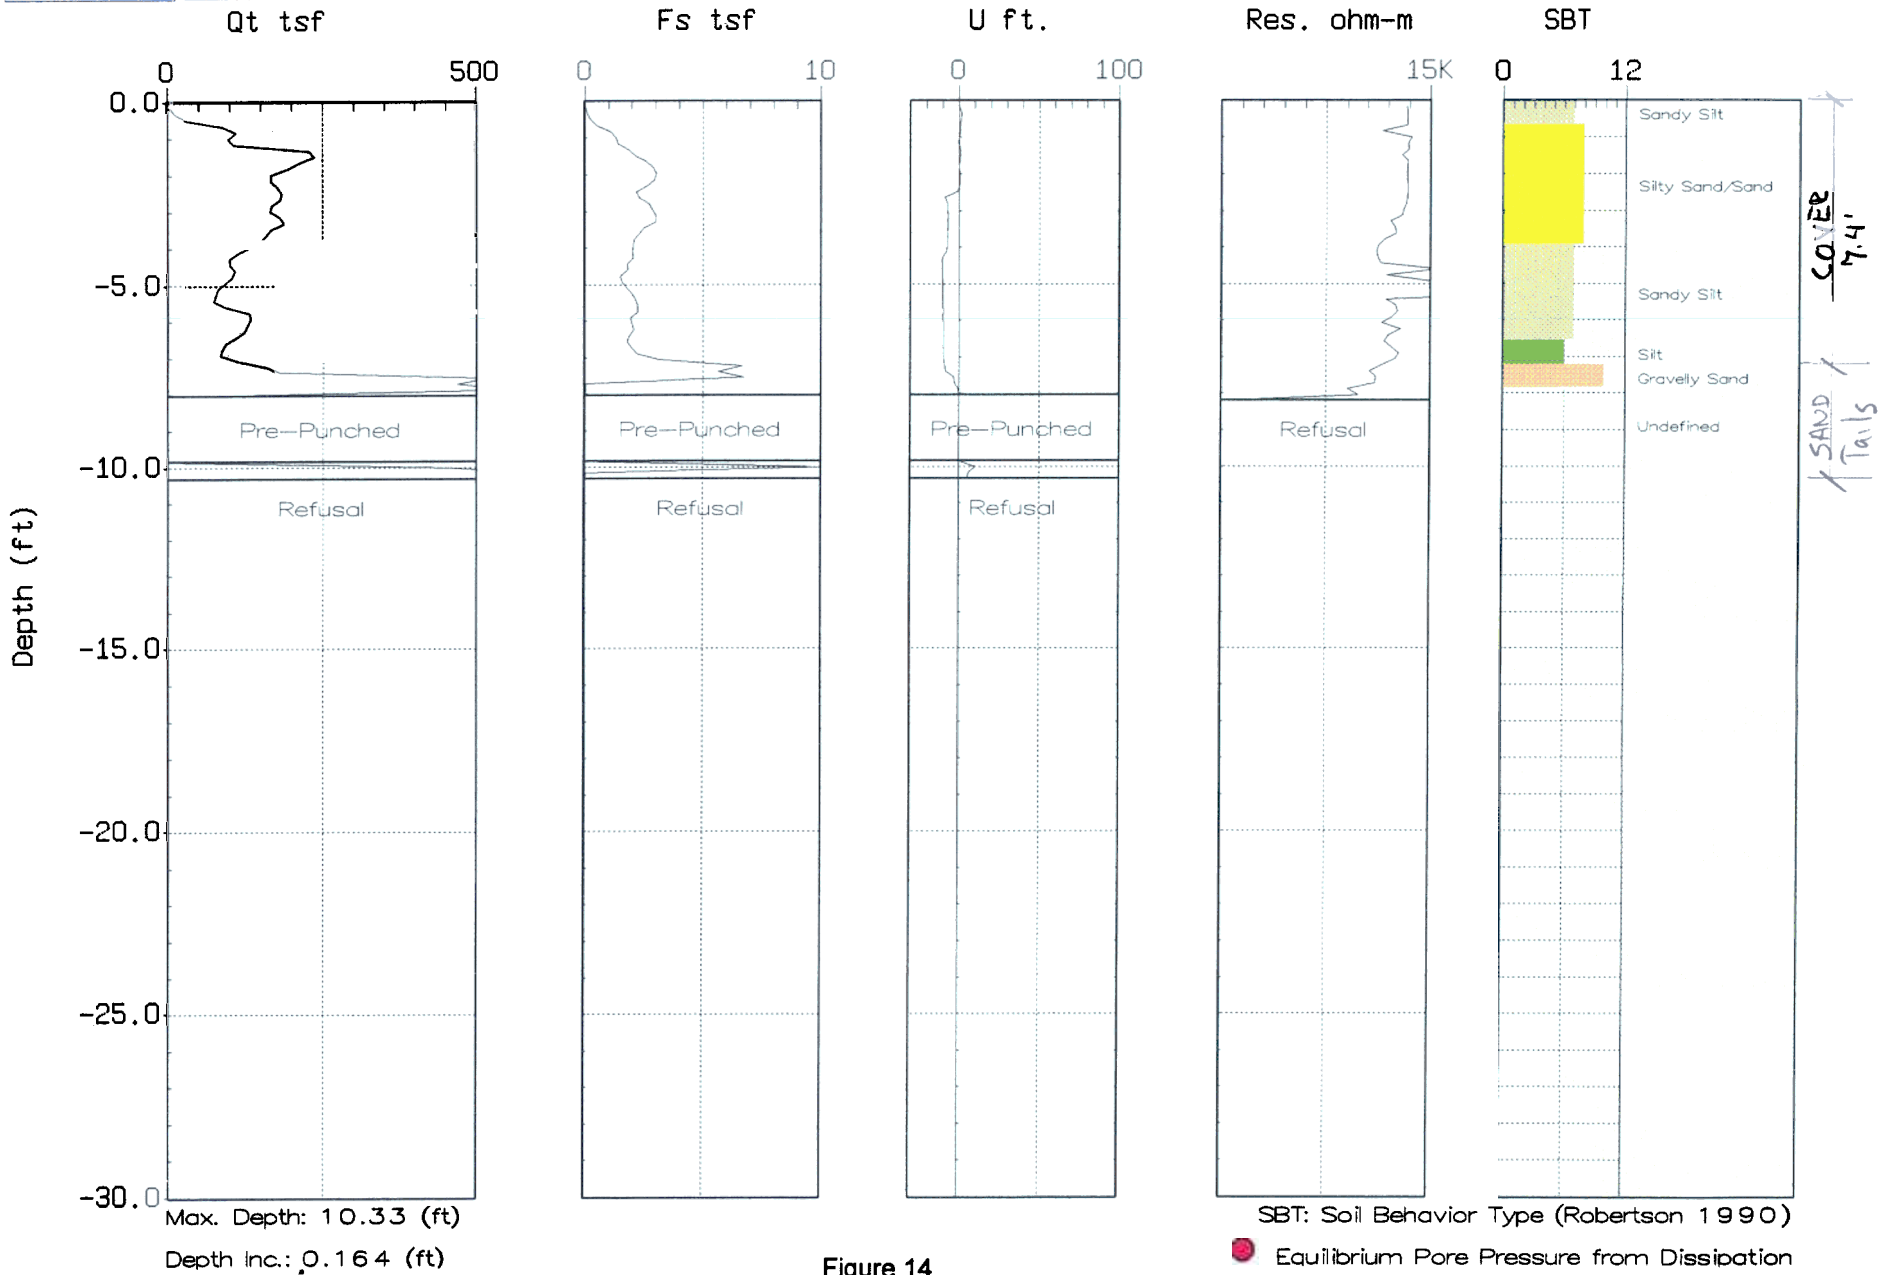 Qt tsf Fs tsf U ft. Res. ohm-m SBT
0 500 0 10 0 100 15K 0 12
0.0
Sandy Silt
Silty Sand/Sand
COVER
7.4'
-5.0
Sandy Silt
Silt
Gravelly Sand
Pre-Punched Pre-Punched Pre-Punched Refusal Undefined
SAND
Tails
-10.0
Refusal Refusal Refusal
Depth (ft)
-15.0
-20.0
-25.0
-30.0
Max. Depth: 10.33 (ft) SBT: Soil Behavior Type (Robertson 1990)
Depth Inc.: 0.164 (ft) Equilibrium Pore Pressure from Dissipation
Figure 14